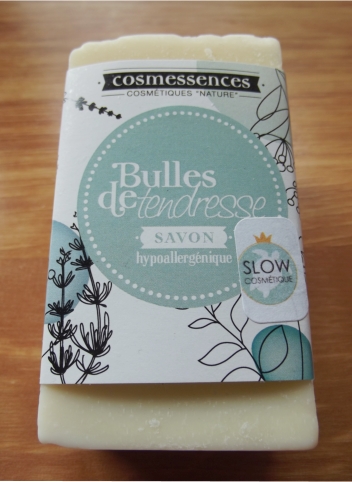 cosmessences
COSMÉTIQUES "NATURE"
Bulles
de tendresse
SAVON
hypoallergénique
SLOW
COSMÉTIQUE